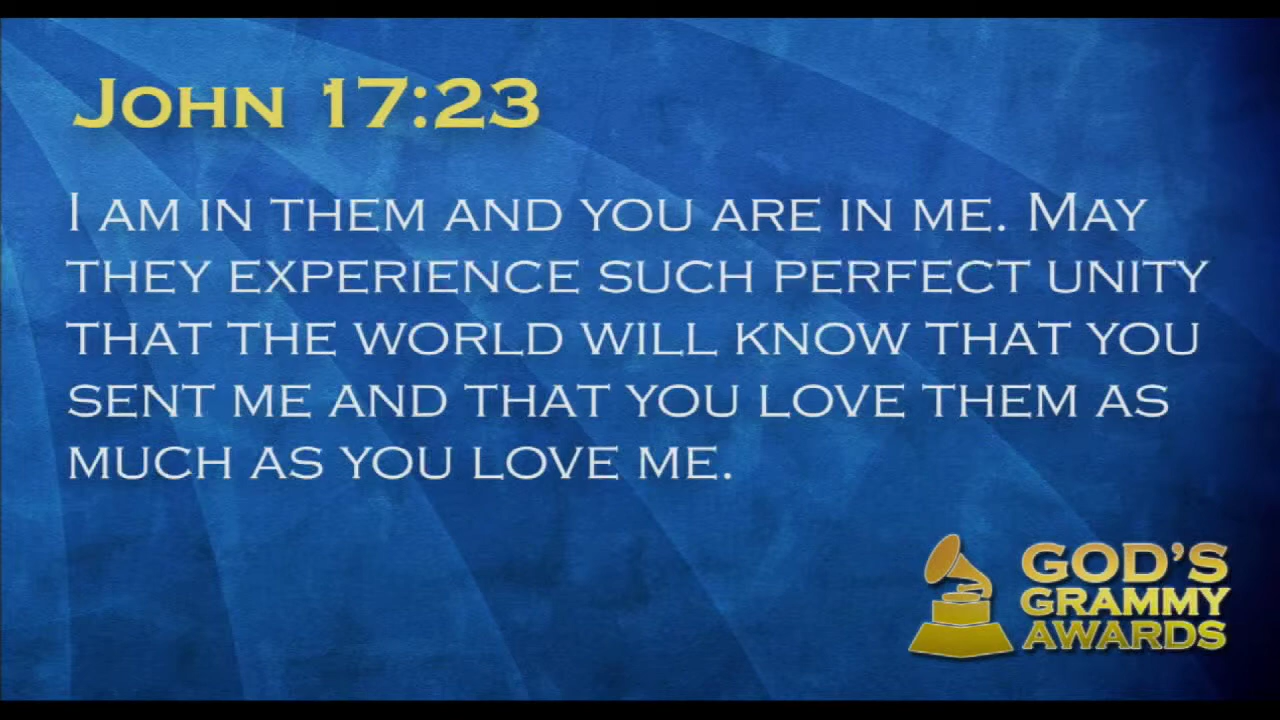 John 17:23
I am in them and you are in me. May
they experience such perfect unity
that the world will know that you
sent me and that you love them as
much as you love me.
GOD'S
GRAMMY
AWARDS